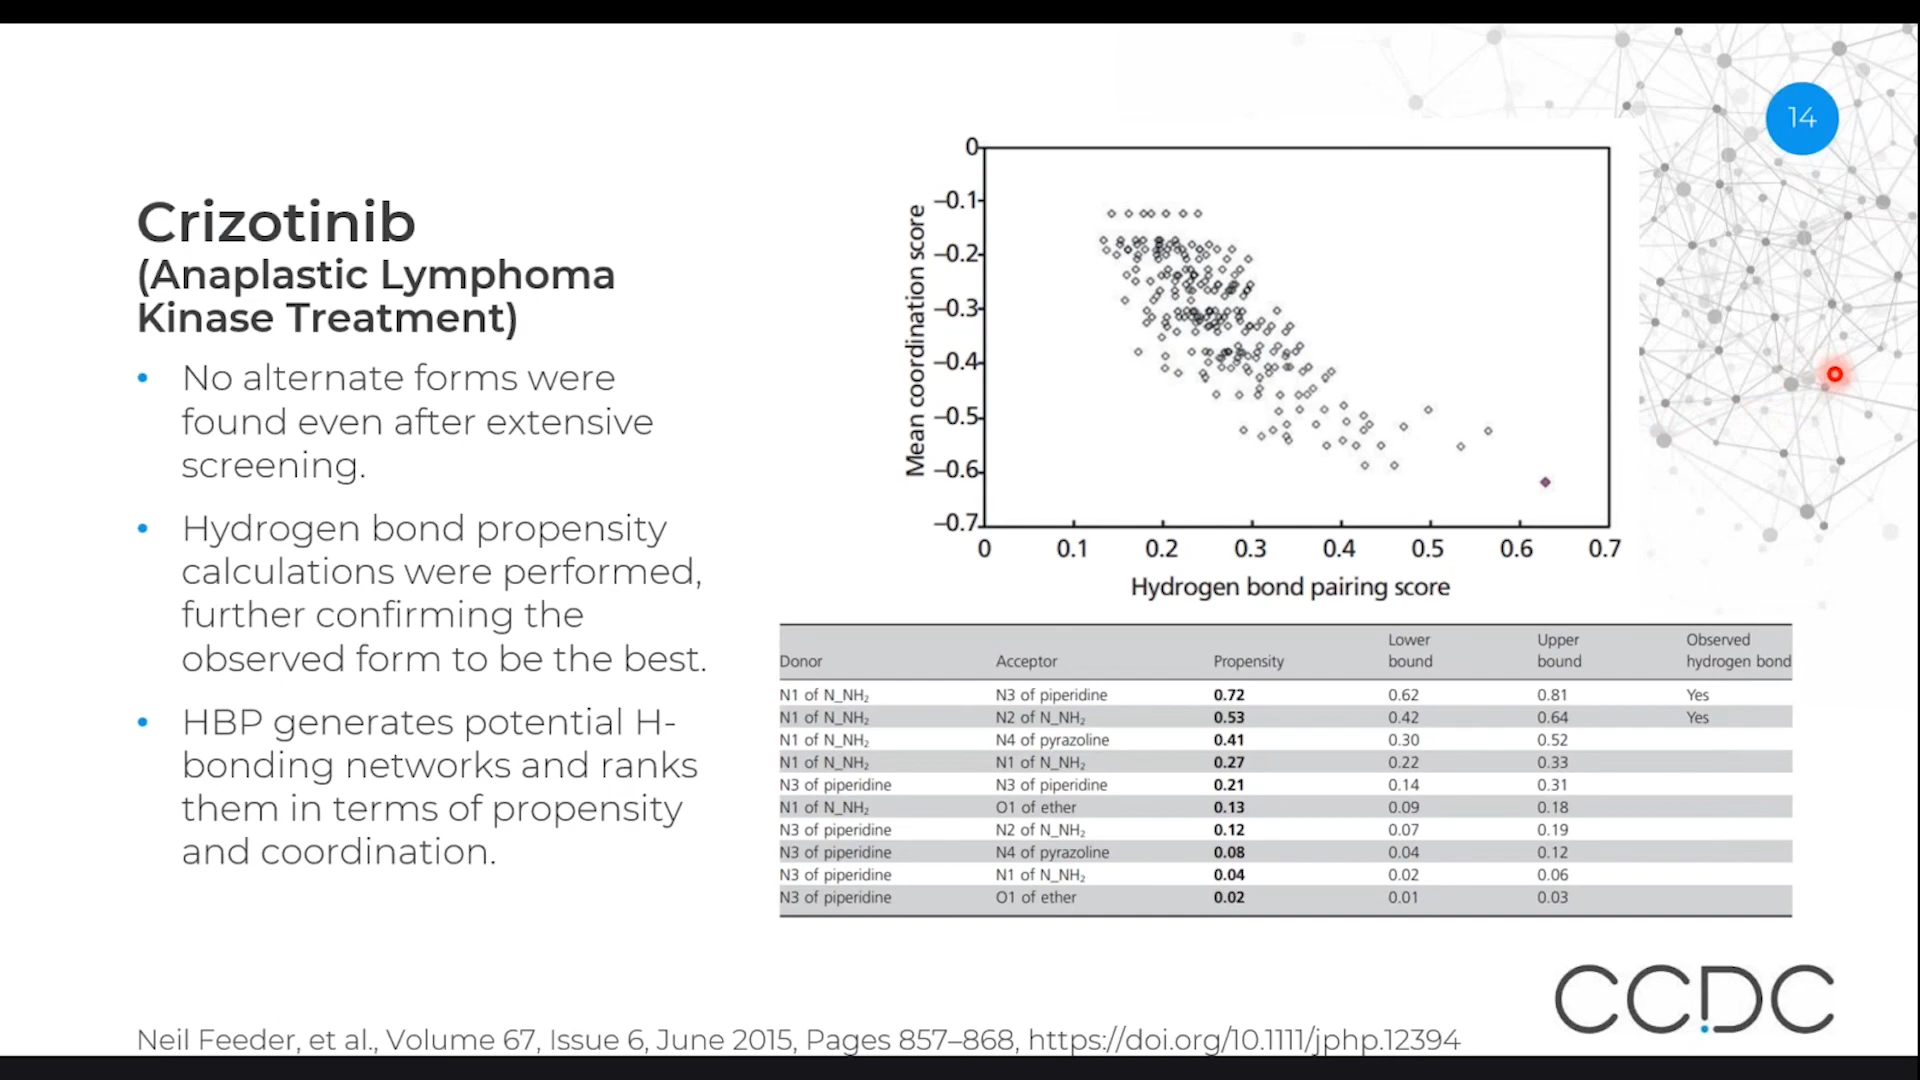 14
Crizotinib
(Anaplastic Lymphoma
Kinase Treatment)
• No alternate forms were
found even after extensive
screening.
• Hydrogen bond propensity
calculations were performed,
further confirming the
observed form to be the best.
• HBP generates potential H-
bonding networks and ranks
them in terms of propensity
and coordination.
Mean coordination score
0
–0.1
–0.2
–0.3
–0.4
–0.5
–0.6
–0.7
0 0.1 0.2 0.3 0.4 0.5 0.6 0.7
Hydrogen bond pairing score
Donor Acceptor Propensity Lower bound Upper bound Observed hydrogen bond
N1 of N_NH₂ N3 of piperidine 0.72 0.62 0.81 Yes
N1 of N_NH₂ N2 of N_NH₂ 0.53 0.42 0.64 Yes
N1 of N_NH₂ N4 of pyrazoline 0.41 0.30 0.52
N1 of N_NH₂ N1 of N_NH₂ 0.27 0.22 0.33
N3 of piperidine N3 of piperidine 0.21 0.14 0.31
N1 of N_NH₂ O1 of ether 0.13 0.09 0.18
N3 of piperidine N2 of N_NH₂ 0.12 0.07 0.19
N3 of piperidine N4 of pyrazoline 0.08 0.04 0.12
N3 of piperidine N1 of N_NH₂ 0.04 0.02 0.06
N3 of piperidine O1 of ether 0.02 0.01 0.03
CCDC
Neil Feeder, et al., Volume 67, Issue 6, June 2015, Pages 857–868, https://doi.org/10.1111/jphp.12394